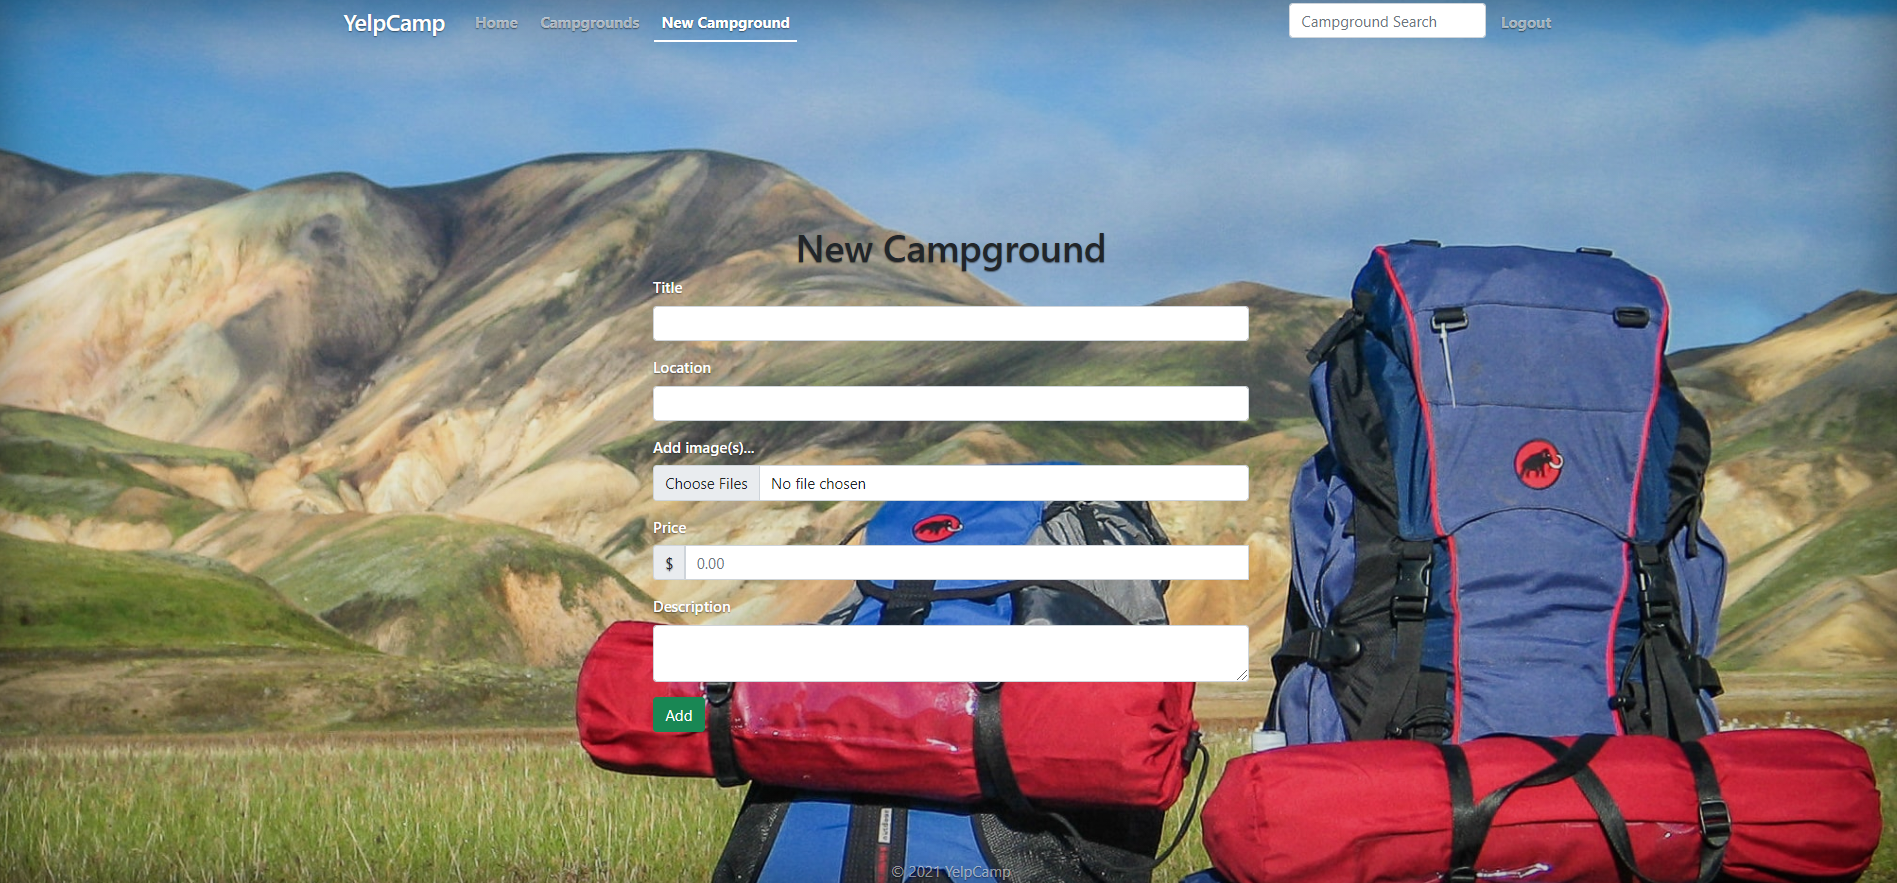 YelpCamp Home Campgrounds New Campground Campground Search Logout
New Campground
Title
Location
Add image(s)...
Choose Files No file chosen
Price
$ 0.00
Description
Add
outdoor
© 2021 YelpCamp